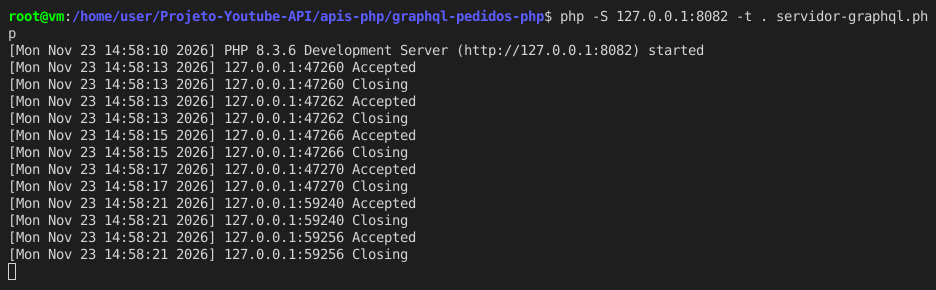 root@vm:/home/user/Projeto-Youtube-API/apis-php/graphql-pedidos-php$ php -S 127.0.0.1:8082 -t . servidor-graphql.ph
p
[Mon Nov 23 14:58:10 2026] PHP 8.3.6 Development Server (http://127.0.0.1:8082) started
[Mon Nov 23 14:58:13 2026] 127.0.0.1:47260 Accepted
[Mon Nov 23 14:58:13 2026] 127.0.0.1:47260 Closing
[Mon Nov 23 14:58:13 2026] 127.0.0.1:47262 Accepted
[Mon Nov 23 14:58:13 2026] 127.0.0.1:47262 Closing
[Mon Nov 23 14:58:15 2026] 127.0.0.1:47266 Accepted
[Mon Nov 23 14:58:15 2026] 127.0.0.1:47266 Closing
[Mon Nov 23 14:58:17 2026] 127.0.0.1:47270 Accepted
[Mon Nov 23 14:58:17 2026] 127.0.0.1:47270 Closing
[Mon Nov 23 14:58:21 2026] 127.0.0.1:59240 Accepted
[Mon Nov 23 14:58:21 2026] 127.0.0.1:59240 Closing
[Mon Nov 23 14:58:21 2026] 127.0.0.1:59256 Accepted
[Mon Nov 23 14:58:21 2026] 127.0.0.1:59256 Closing